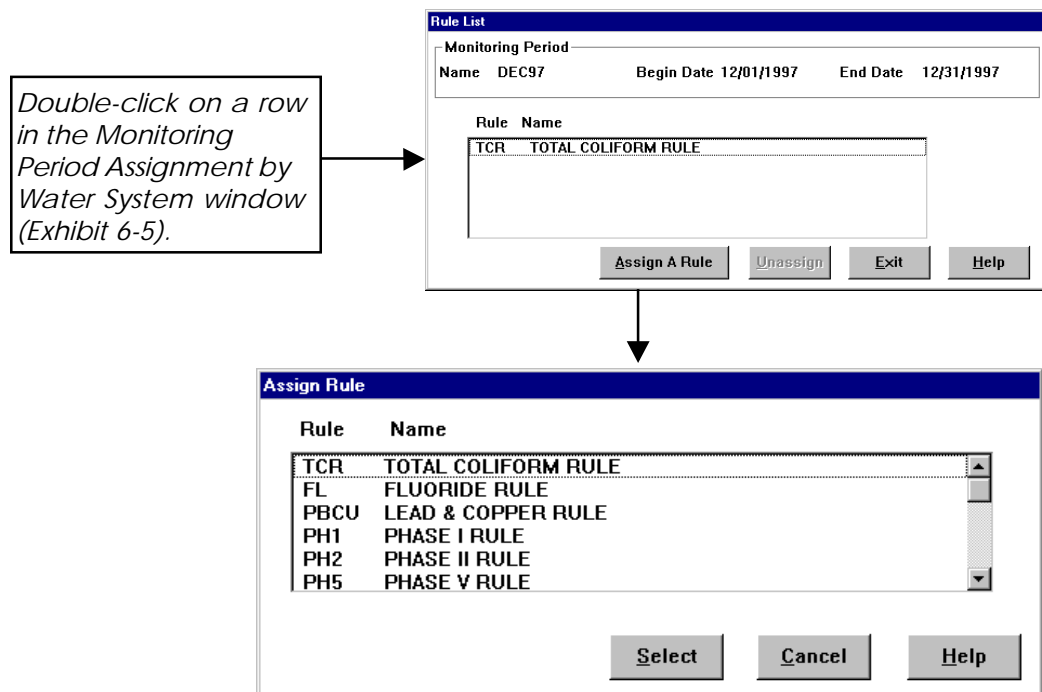 Rule List
Monitoring Period
Name DEC97 Begin Date 12/01/1997 End Date 12/31/1997
Double-click on a row
in the Monitoring
Period Assignment by
Water System window
(Exhibit 6-5).
Rule Name
TCR TOTAL COLIFORM RULE
Assign A Rule Unassign Exit Help
Assign Rule
Rule Name
TCR TOTAL COLIFORM RULE
FL FLUORIDE RULE
PBCU LEAD & COPPER RULE
PH1 PHASE I RULE
PH2 PHASE II RULE
PH5 PHASE V RULE
Select Cancel Help